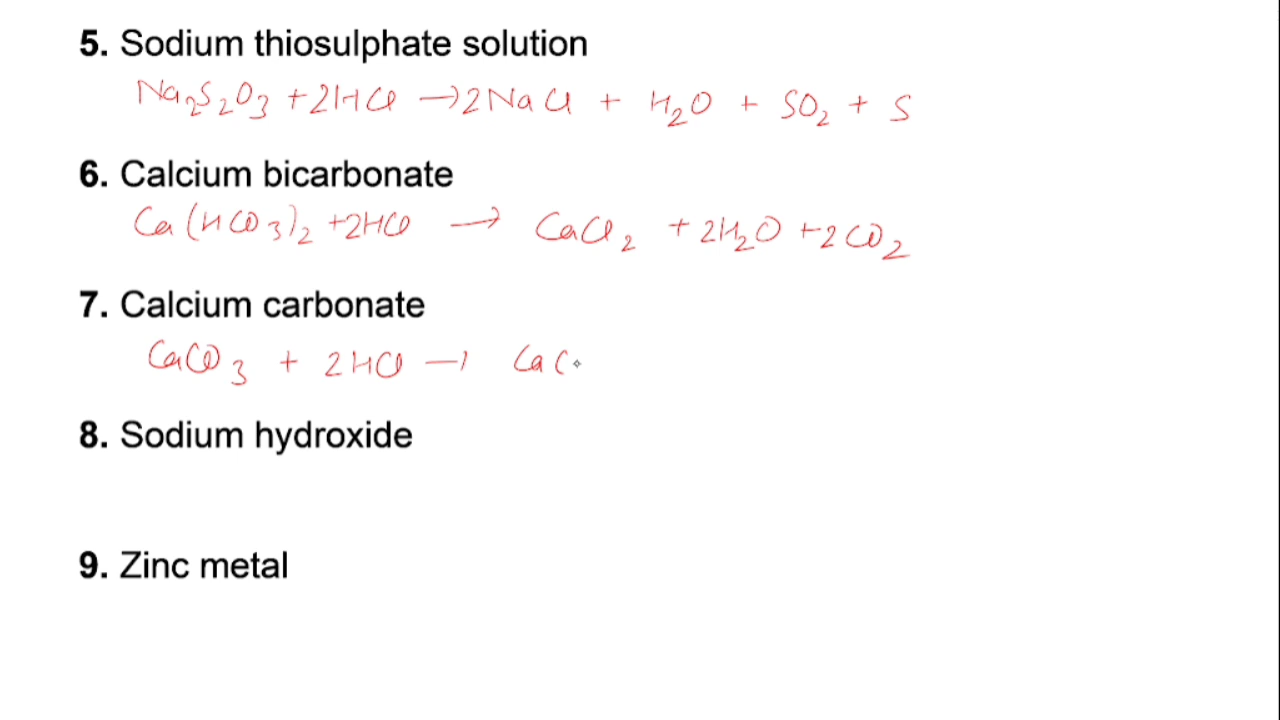 5. Sodium thiosulphate solution
Na₂S₂O₃ + 2HCl → 2NaCl + H₂O + SO₂ + S
6. Calcium bicarbonate
Ca(HCO₃)₂ + 2HCl → CaCl₂ + 2H₂O + 2CO₂
7. Calcium carbonate
CaCO₃ + 2HCl → CaC
8. Sodium hydroxide
9. Zinc metal